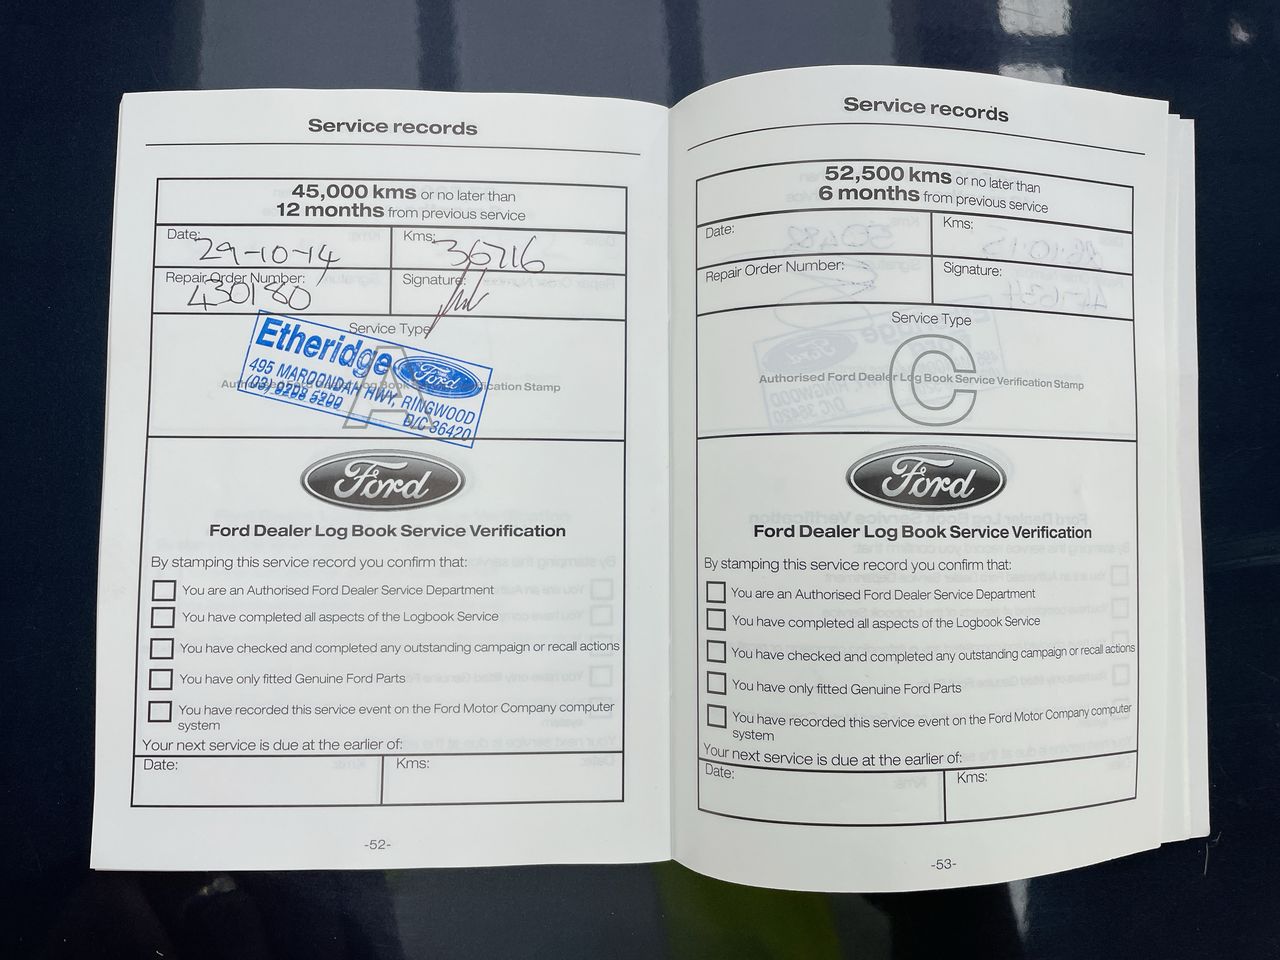 Service records
45,000 kms or no later than
12 months from previous service
Date: 29-10-14
Kms: 36716
Repair Order Number: 430180
Signature:
Service Type
Etheridge Ford
495 MAROONDAH HWY, RINGWOOD
(03) 9298 5299
D/C 36420
A
Ford
Ford Dealer Log Book Service Verification
By stamping this service record you confirm that:
You are an Authorised Ford Dealer Service Department
You have completed all aspects of the Logbook Service
You have checked and completed any outstanding campaign or recall actions
You have only fitted Genuine Ford Parts
You have recorded this service event on the Ford Motor Company computer
system
Your next service is due at the earlier of:
Date:
Kms:
-52-
Service records
52,500 kms or no later than
6 months from previous service
Date:
Kms:
Repair Order Number:
Signature:
Service Type
C
Authorised Ford Dealer Log Book Service Verification Stamp
Ford
Ford Dealer Log Book Service Verification
By stamping this service record you confirm that:
You are an Authorised Ford Dealer Service Department
You have completed all aspects of the Logbook Service
You have checked and completed any outstanding campaign or recall actions
You have only fitted Genuine Ford Parts
You have recorded this service event on the Ford Motor Company computer
system
Your next service is due at the earlier of:
Date:
Kms:
-53-